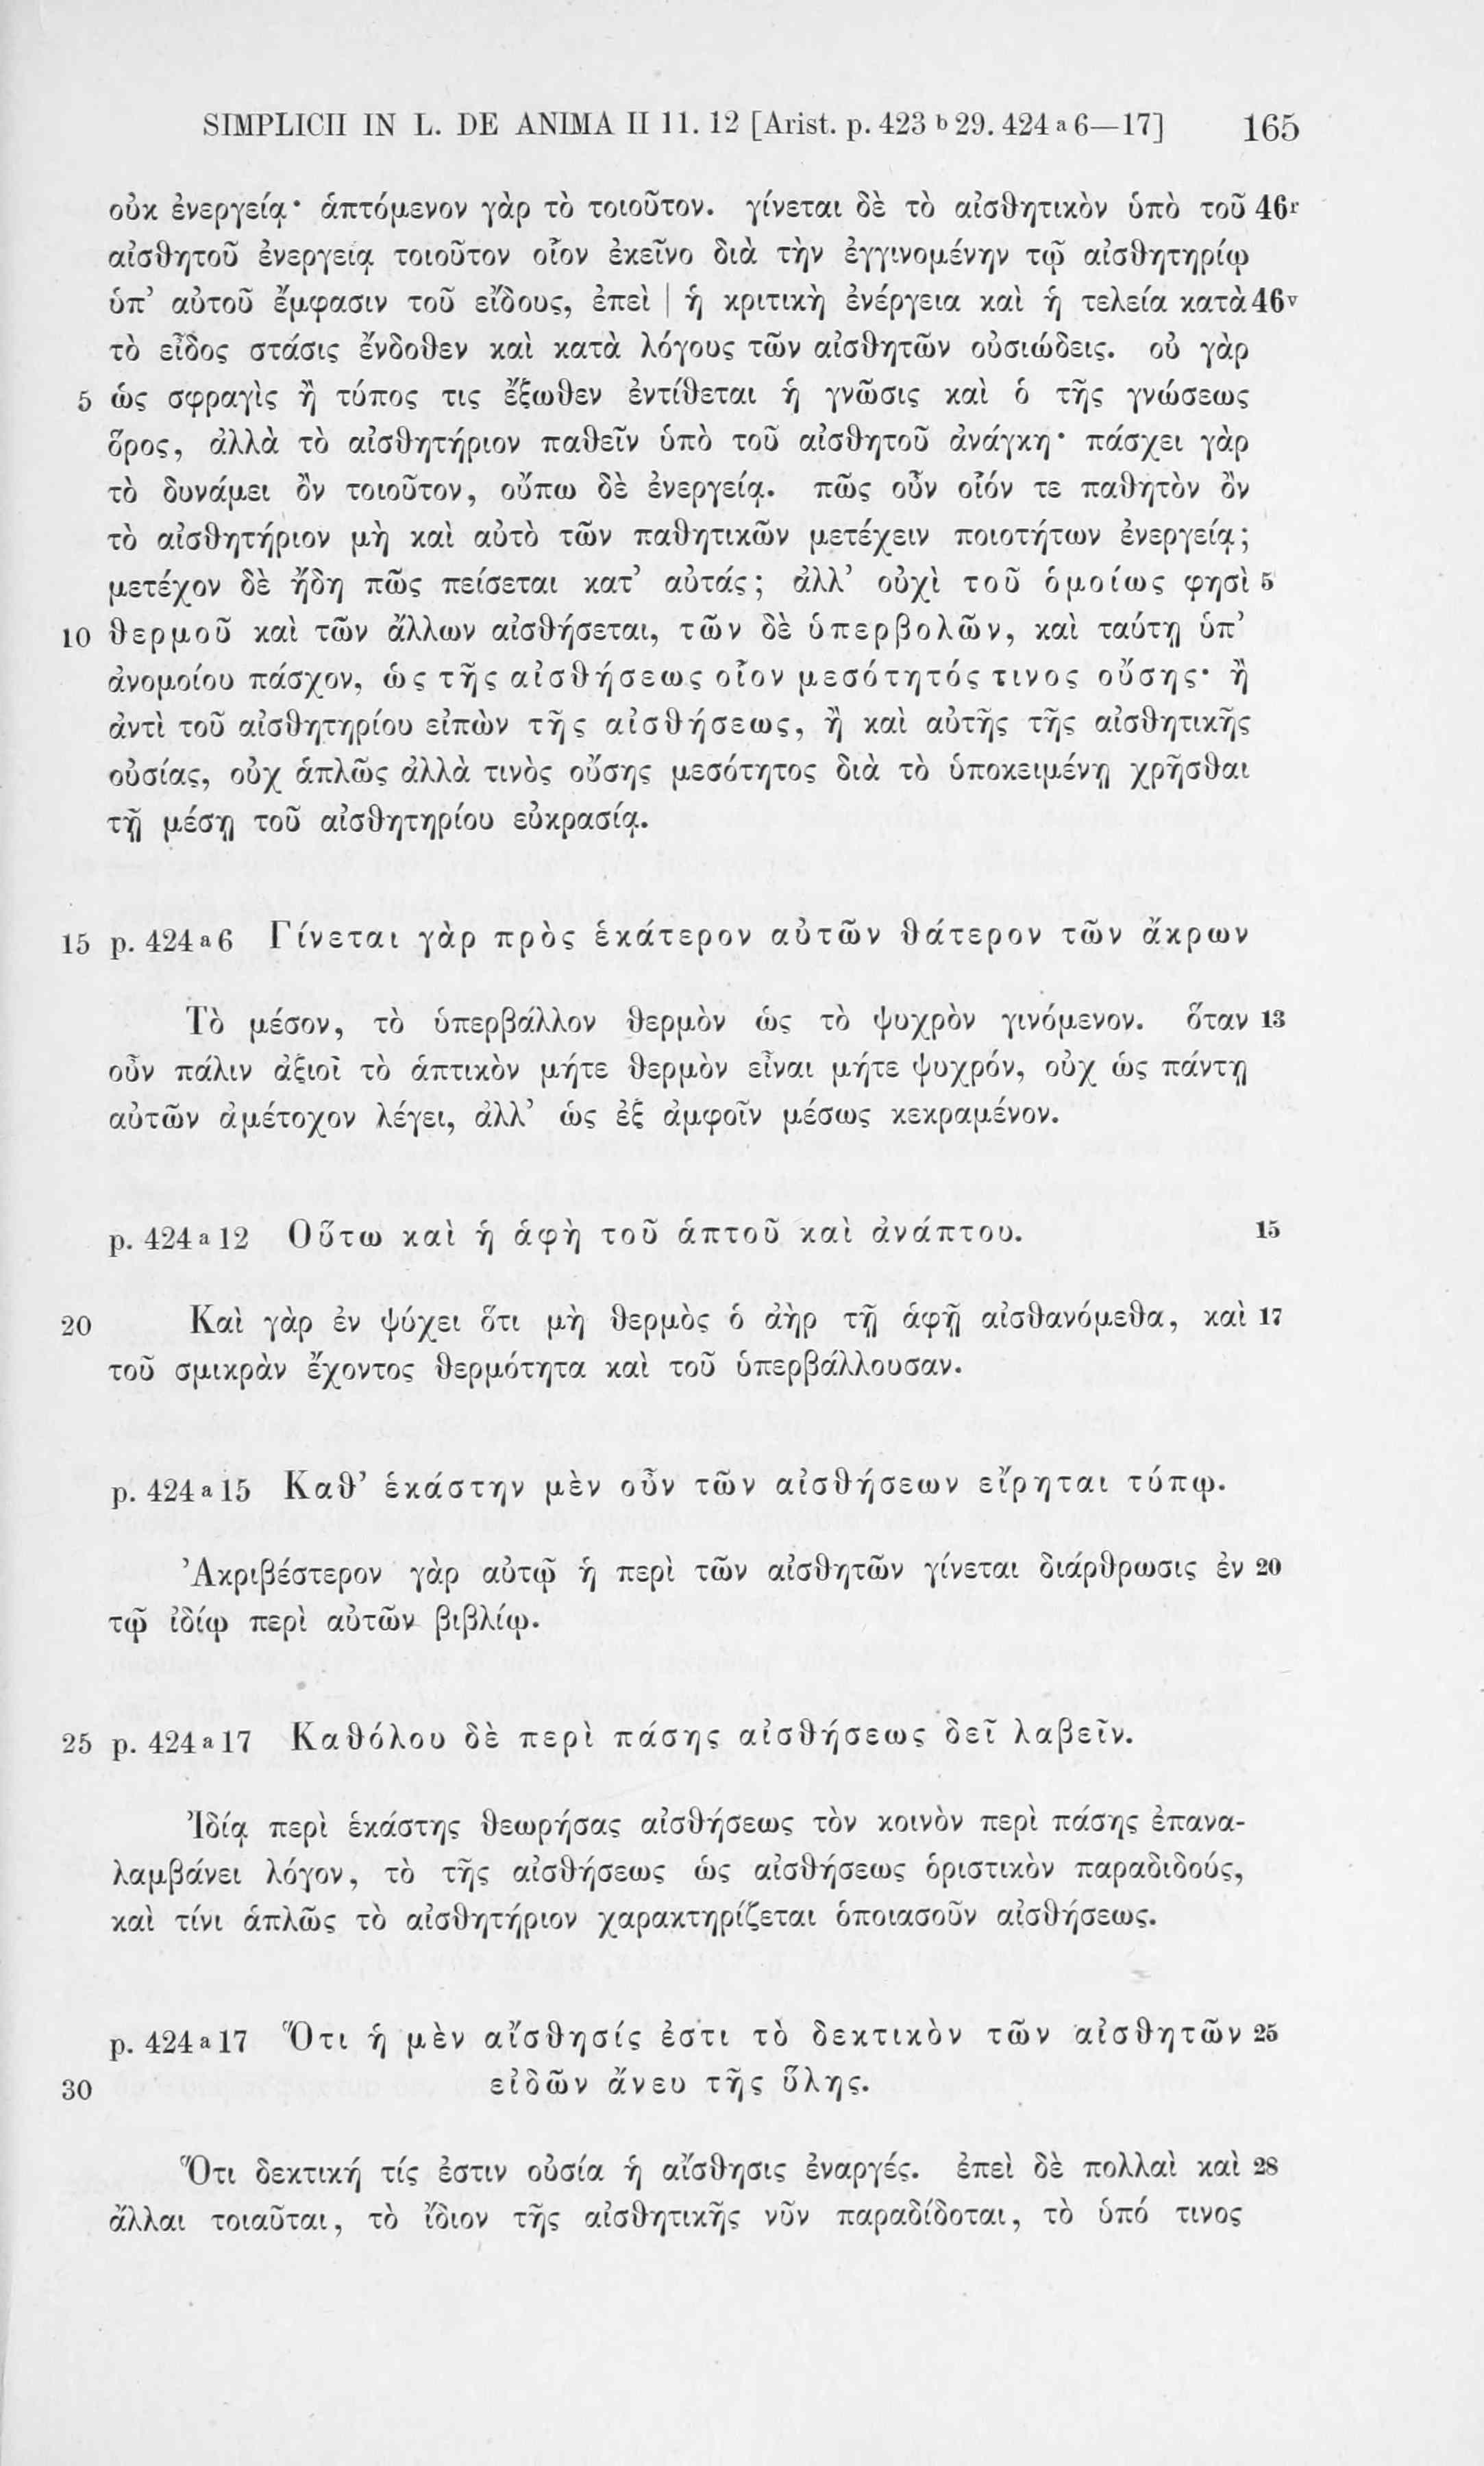 SIMPLICII IN L. DE ANIMA II 11. 12 [Arist. p. 423 b 29. 424 a 6—17] 165
οὐκ ἐνεργείᾳ· ἁπτόμενον γὰρ τὸ τοιοῦτον. γίνεται δὲ τὸ αἰσθητικὸν ὑπὸ τοῦ 46r
αἰσθητοῦ ἐνεργείᾳ τοιοῦτον οἷον ἐκεῖνο διὰ τὴν ἐγγινομένην τῷ αἰσθητηρίῳ
ὑπ’ αὐτοῦ ἔμφασιν τοῦ εἴδους, ἐπεὶ | ἡ κριτικὴ ἐνέργεια καὶ ἡ τελεία κατὰ 46v
τὸ εἶδος στάσις ἔνδοθεν καὶ κατὰ λόγους τῶν αἰσθητῶν οὐσιώδεις. οὐ γὰρ
5 ὡς σφραγὶς ἢ τύπος τις ἔξωθεν ἐντίθεται ἡ γνῶσις καὶ ὁ τῆς γνώσεως
ὅρος, ἀλλὰ τὸ αἰσθητήριον παθεῖν ὑπὸ τοῦ αἰσθητοῦ ἀνάγκη· πάσχει γὰρ
τὸ δυνάμει ὂν τοιοῦτον, οὔπω δὲ ἐνεργείᾳ. πῶς οὖν οἷόν τε παθητὸν ὂν
τὸ αἰσθητήριον μὴ καὶ αὐτὸ τῶν παθητικῶν μετέχειν ποιοτήτων ἐνεργείᾳ;
μετέχον δὲ ἤδη πῶς πείσεται κατ’ αὐτάς; ἀλλ’ οὐχὶ τοῦ ὁμοίως φησὶ 5
10 θερμοῦ καὶ τῶν ἄλλων αἰσθήσεται, τῶν δὲ ὑπερβολῶν, καὶ ταύτῃ ὑπ’
ἀνομοίου πάσχον, ὡς τῆς αἰσθήσεως οἷον μεσότητός τινος οὔσης· ἢ
ἀντὶ τοῦ αἰσθητηρίου εἰπὼν τῆς αἰσθήσεως, ἢ καὶ αὐτῆς τῆς αἰσθητικῆς
οὐσίας, οὐχ ἁπλῶς ἀλλὰ τινὸς οὔσης μεσότητος διὰ τὸ ὑποκειμένῃ χρῆσθαι
τῇ μέσῃ τοῦ αἰσθητηρίου εὐκρασίᾳ.
15 p. 424 a 6 Γίνεται γὰρ πρὸς ἑκάτερον αὐτῶν θάτερον τῶν ἄκρων
Τὸ μέσον, τὸ ὑπερβάλλον θερμὸν ὡς τὸ ψυχρὸν γινόμενον. ὅταν 13
οὖν πάλιν ἀξιοῖ τὸ ἁπτικὸν μήτε θερμὸν εἶναι μήτε ψυχρόν, οὐχ ὡς πάντῃ
αὐτῶν ἀμέτοχον λέγει, ἀλλ’ ὡς ἐξ ἀμφοῖν μέσως κεκραμένον.
p. 424 a 12 Οὕτω καὶ ἡ ἁφὴ τοῦ ἁπτοῦ καὶ ἀνάπτου. 15
20 Καὶ γὰρ ἐν ψύχει ὅτι μὴ θερμὸς ὁ ἀὴρ τῇ ἁφῇ αἰσθανόμεθα, καὶ 17
τοῦ σμικρὰν ἔχοντος θερμότητα καὶ τοῦ ὑπερβάλλουσαν.
p. 424 a 15 Καθ’ ἑκάστην μὲν οὖν τῶν αἰσθήσεων εἴρηται τύπῳ.
Ἀκριβέστερον γὰρ αὐτῷ ἡ περὶ τῶν αἰσθητῶν γίνεται διάρθρωσις ἐν 20
τῷ ἰδίῳ περὶ αὐτῶν βιβλίῳ.
25 p. 424 a 17 Καθόλου δὲ περὶ πάσης αἰσθήσεως δεῖ λαβεῖν.
Ἰδίᾳ περὶ ἑκάστης θεωρήσας αἰσθήσεως τὸν κοινὸν περὶ πάσης ἐπανα-
λαμβάνει λόγον, τὸ τῆς αἰσθήσεως ὡς αἰσθήσεως ὁριστικὸν παραδιδούς,
καὶ τίνι ἁπλῶς τὸ αἰσθητήριον χαρακτηρίζεται ὁποιασοῦν αἰσθήσεως.
p. 424 a 17 Ὅτι ἡ μὲν αἴσθησίς ἐστι τὸ δεκτικὸν τῶν αἰσθητῶν 25
30 εἰδῶν ἄνευ τῆς ὕλης.
Ὅτι δεκτική τίς ἐστιν οὐσία ἡ αἴσθησις ἐναργές. ἐπεὶ δὲ πολλαὶ καὶ 28
ἄλλαι τοιαῦται, τὸ ἴδιον τῆς αἰσθητικῆς νῦν παραδίδοται, τὸ ὑπό τινος